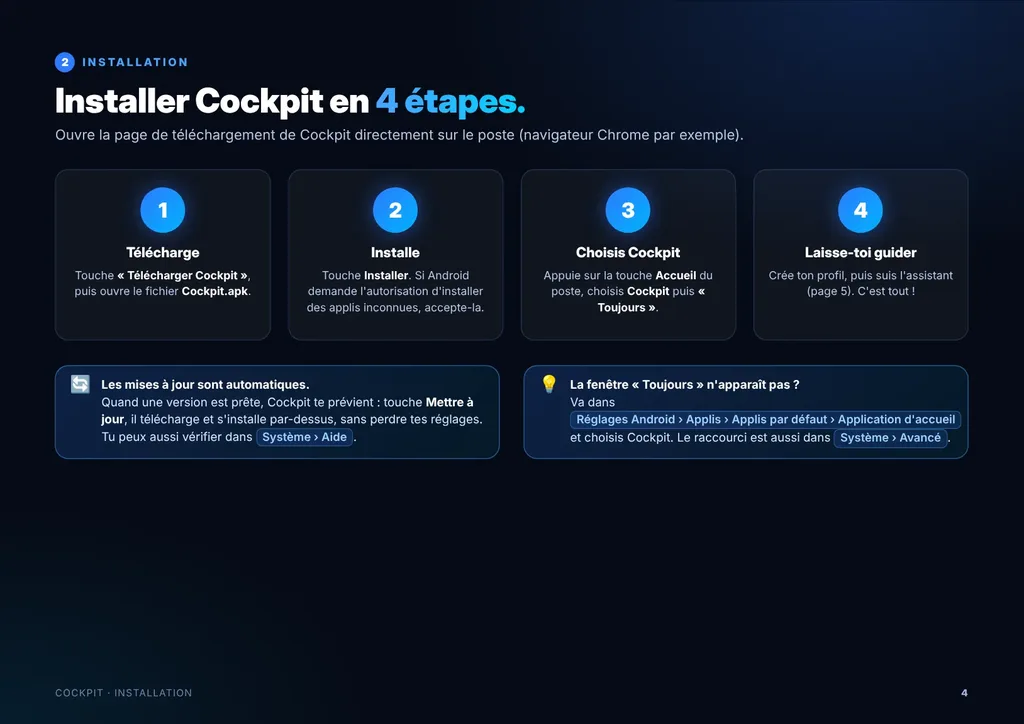 2 INSTALLATION
Installer Cockpit en 4 étapes.
Ouvre la page de téléchargement de Cockpit directement sur le poste (navigateur Chrome par exemple).
1
Télécharge
Touche « Télécharger Cockpit »,
puis ouvre le fichier Cockpit.apk.
2
Installe
Touche Installer. Si Android
demande l'autorisation d'installer
des applis inconnues, accepte-la.
3
Choisis Cockpit
Appuie sur la touche Accueil du
poste, choisis Cockpit puis «
Toujours ».
4
Laisse-toi guider
Crée ton profil, puis suis l'assistant
(page 5). C'est tout !
Les mises à jour sont automatiques.
Quand une version est prête, Cockpit te prévient : touche Mettre à
jour, il télécharge et s'installe par-dessus, sans perdre tes réglages.
Tu peux aussi vérifier dans Système › Aide.
La fenêtre « Toujours » n'apparaît pas ?
Va dans
Réglages Android › Applis › Applis par défaut › Application d'accueil
et choisis Cockpit. Le raccourci est aussi dans Système › Avancé.
COCKPIT · INSTALLATION
4